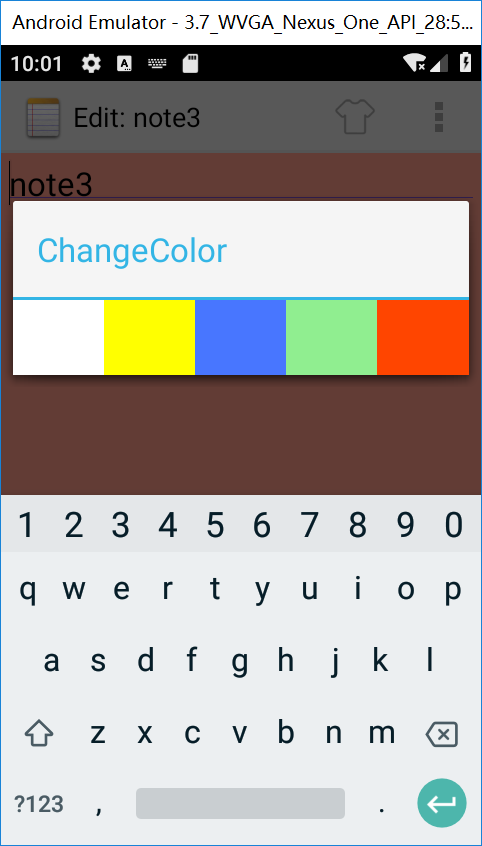 Android Emulator - 3.7_WVGA_Nexus_One_API_28:5...
10:01
Edit: note3
note3
ChangeColor
1 2 3 4 5 6 7 8 9 0
q w e r t y u i o p
a s d f g h j k l
z x c v b n m
?123 , .